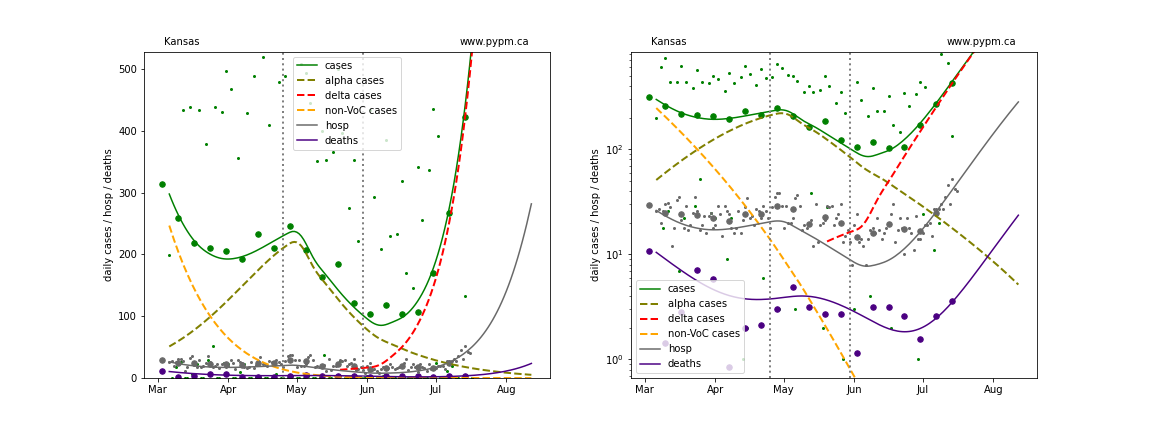 Kansas www.pypm.ca
daily cases / hosp / deaths
500
400
300
200
100
0
cases
alpha cases
delta cases
non-VoC cases
hosp
deaths
Mar Apr May Jun Jul Aug
Kansas www.pypm.ca
daily cases / hosp / deaths
10²
10¹
10⁰
cases
alpha cases
delta cases
non-VoC cases
hosp
deaths
Mar Apr May Jun Jul Aug